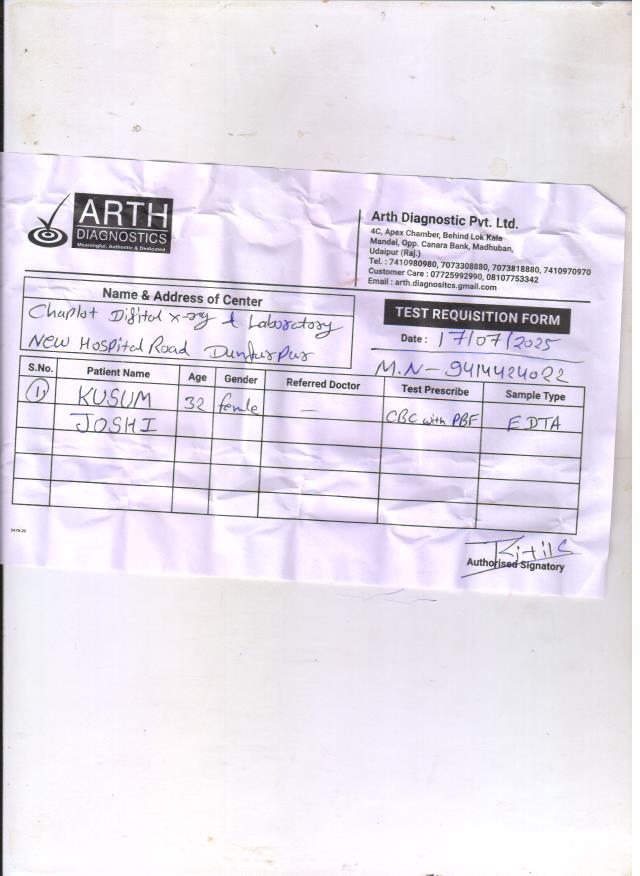 ARTH
DIAGNOSTICS
Meaningful, Authentic & Dedicated
Arth Diagnostic Pvt. Ltd.
4C, Apex Chamber, Behind Lok Kala
Mandal, Opp. Canara Bank, Madhuban,
Udaipur (Raj.)
Tel. : 7410980980, 7073308880, 7073818880, 7410970970
Customer Care : 07725992990, 08107753342
Email : arth.diagnositcs.gmail.com
Name & Address of Center
Chaplot Digital x-ray & Laboratory
New Hospital Road Dungurpur
TEST REQUISITION FORM
Date : 17/07/2025
M.N- 9414424022
S.No. Patient Name Age Gender Referred Doctor Test Prescribe Sample Type
(1) KUSUM 32 female — CBC with PBF EDTA
JOSHI
Authorised Signatory